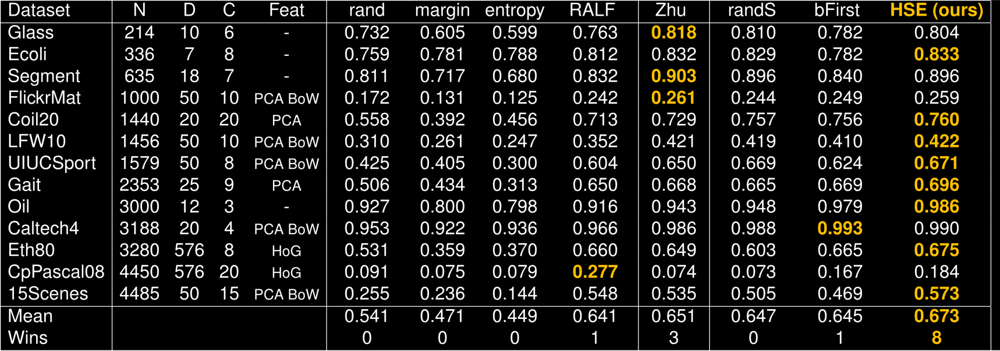 Dataset N D C Feat rand margin entropy RALF Zhu randS bFirst HSE (ours)
Glass 214 10 6 - 0.732 0.605 0.599 0.763 0.818 0.810 0.782 0.804
Ecoli 336 7 8 - 0.759 0.781 0.788 0.812 0.832 0.829 0.782 0.833
Segment 635 18 7 - 0.811 0.717 0.680 0.832 0.903 0.896 0.840 0.896
FlickrMat 1000 50 10 PCA BoW 0.172 0.131 0.125 0.242 0.261 0.244 0.249 0.259
Coil20 1440 20 20 PCA 0.558 0.392 0.456 0.713 0.729 0.757 0.756 0.760
LFW10 1456 50 10 PCA BoW 0.310 0.261 0.247 0.352 0.421 0.419 0.410 0.422
UIUCSport 1579 50 8 PCA BoW 0.425 0.405 0.300 0.604 0.650 0.669 0.624 0.671
Gait 2353 25 9 PCA 0.506 0.434 0.313 0.650 0.668 0.665 0.669 0.696
Oil 3000 12 3 - 0.927 0.800 0.798 0.916 0.943 0.948 0.979 0.986
Caltech4 3188 20 4 PCA BoW 0.953 0.922 0.936 0.966 0.986 0.988 0.993 0.990
Eth80 3280 576 8 HoG 0.531 0.359 0.370 0.660 0.649 0.603 0.665 0.675
CpPascal08 4450 576 20 HoG 0.091 0.075 0.079 0.277 0.074 0.073 0.167 0.184
15Scenes 4485 50 15 PCA BoW 0.255 0.236 0.144 0.548 0.535 0.505 0.469 0.573
Mean 0.541 0.471 0.449 0.641 0.651 0.647 0.645 0.673
Wins 0 0 0 1 3 0 1 8